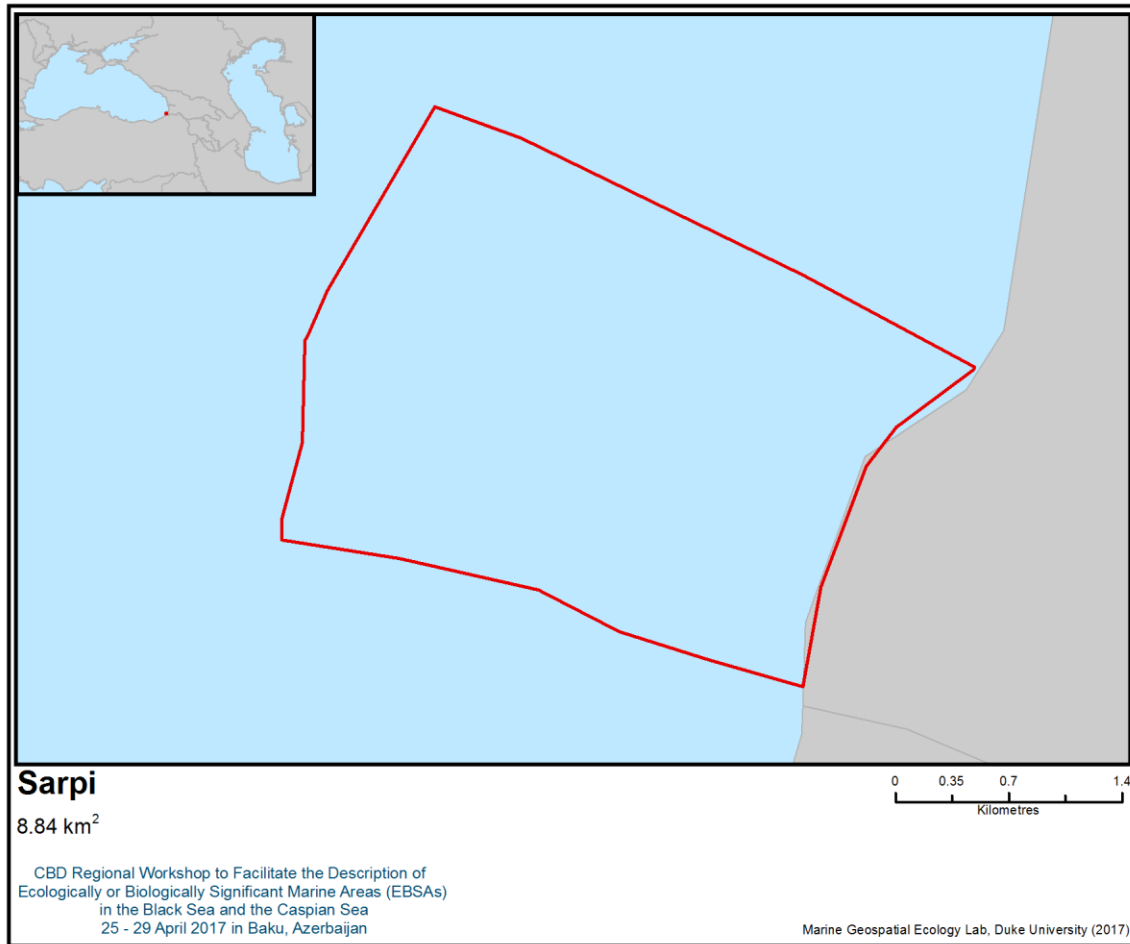 Sarpi
8.84 km²
0 0.35 0.7 1.4
Kilometres
CBD Regional Workshop to Facilitate the Description of
Ecologically or Biologically Significant Marine Areas (EBSAs)
in the Black Sea and the Caspian Sea
25 - 29 April 2017 in Baku, Azerbaijan
Marine Geospatial Ecology Lab, Duke University (2017)